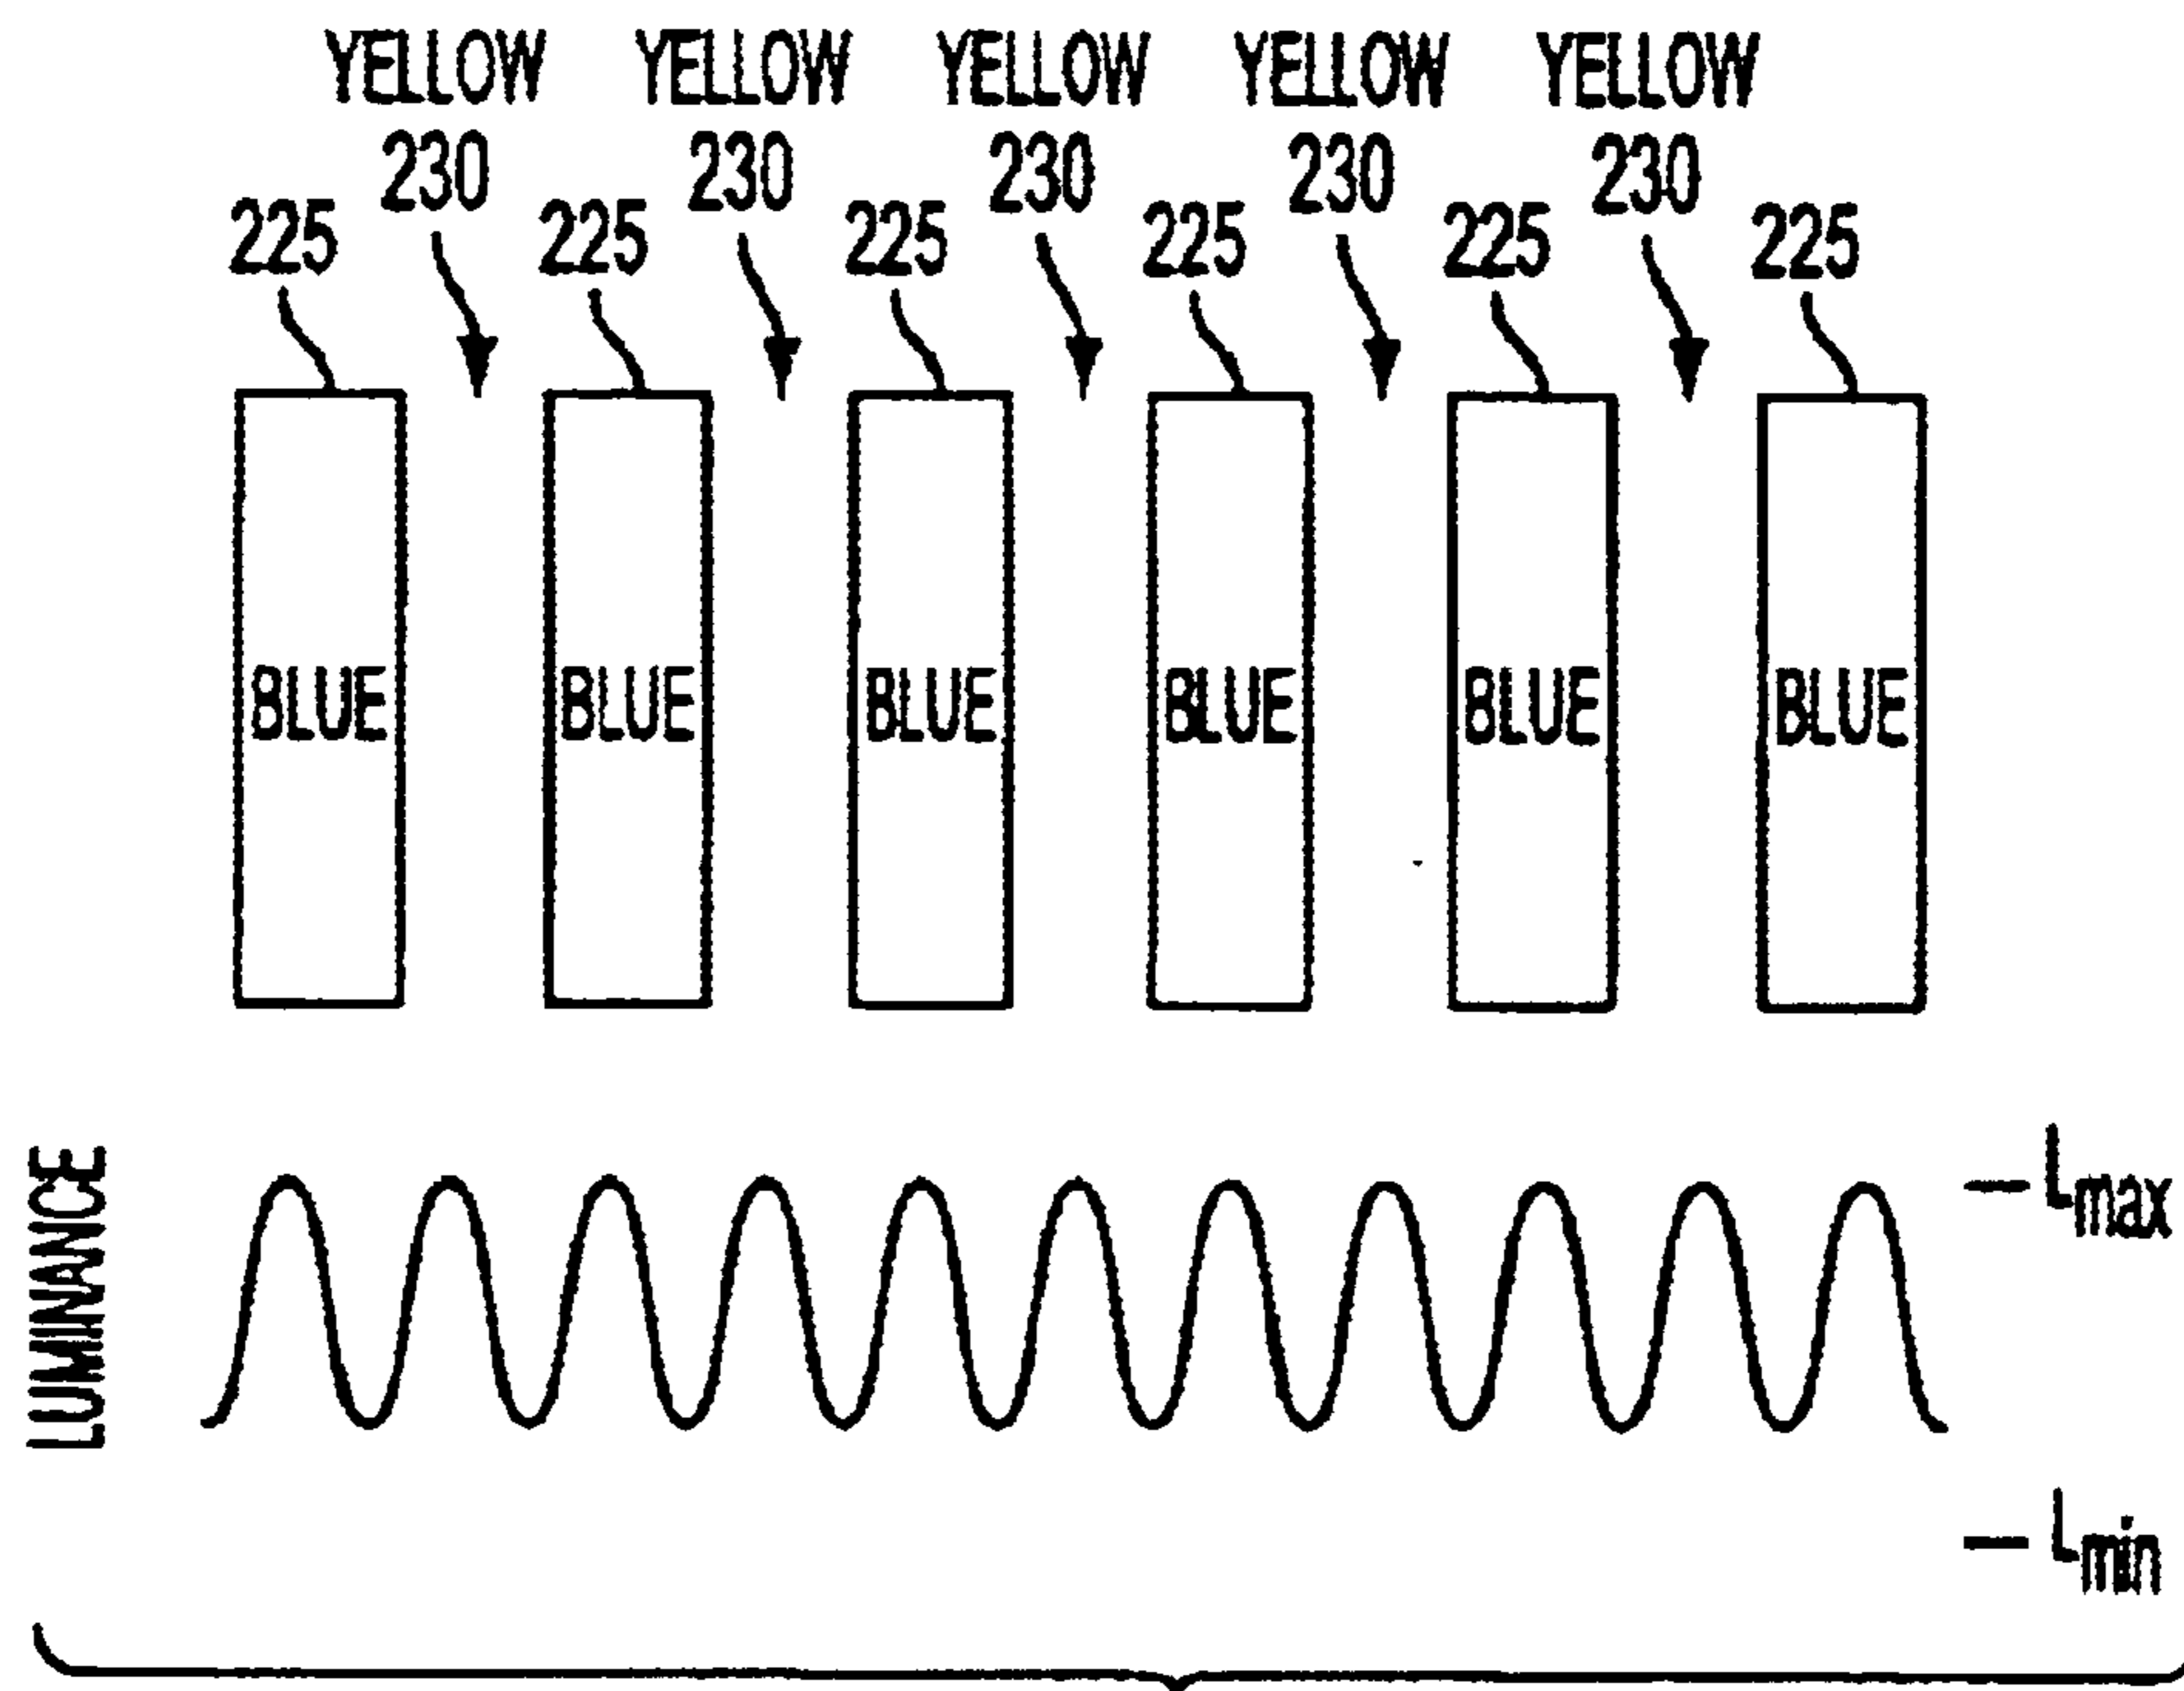 YELLOW YELLOW YELLOW YELLOW YELLOW
230 230 230 230 230
225 225 225 225 225 225
BLUE BLUE BLUE BLUE BLUE BLUE
LUMINANCE
Lmax
Lmin